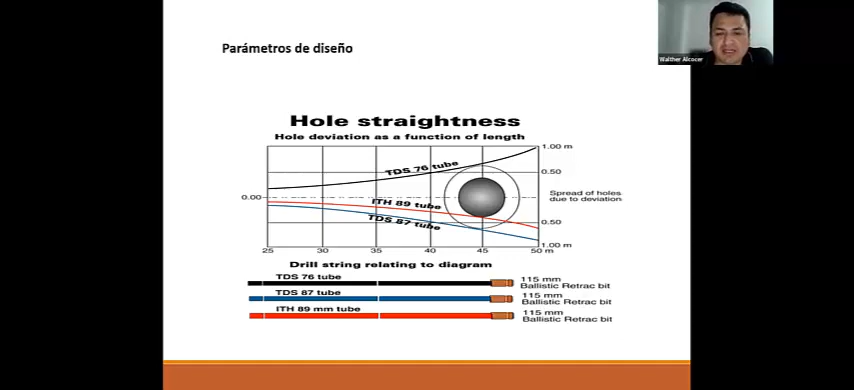 Parámetros de diseño
Walther Alcocer
Hole straightness
Hole deviation as a function of length
1.00 m
TDS 76 tube
0.50
0.00
Spread of holes
due to deviation
ITH 89 tube
TDS 87 tube
0.50
1.00 m
25 30 35 40 45 50 m
Drill string relating to diagram
TDS 76 tube
115 mm
Ballistic Retrac bit
TDS 87 tube
115 mm
Ballistic Retrac bit
ITH 89 mm tube
115 mm
Ballistic Retrac bit